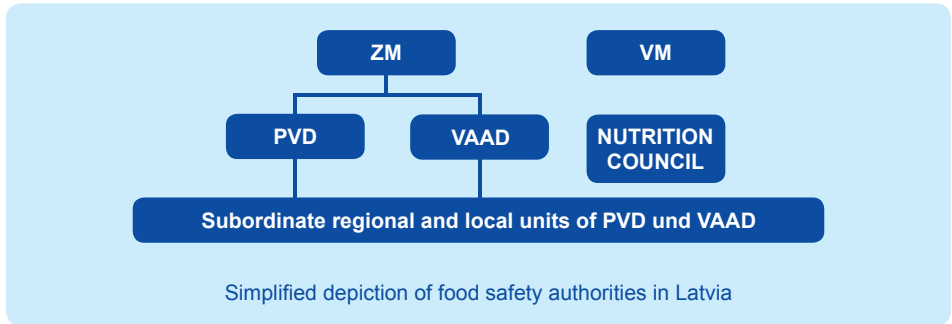 ZM
VM
PVD
VAAD
NUTRITION
COUNCIL
Subordinate regional and local units of PVD und VAAD
Simplified depiction of food safety authorities in Latvia